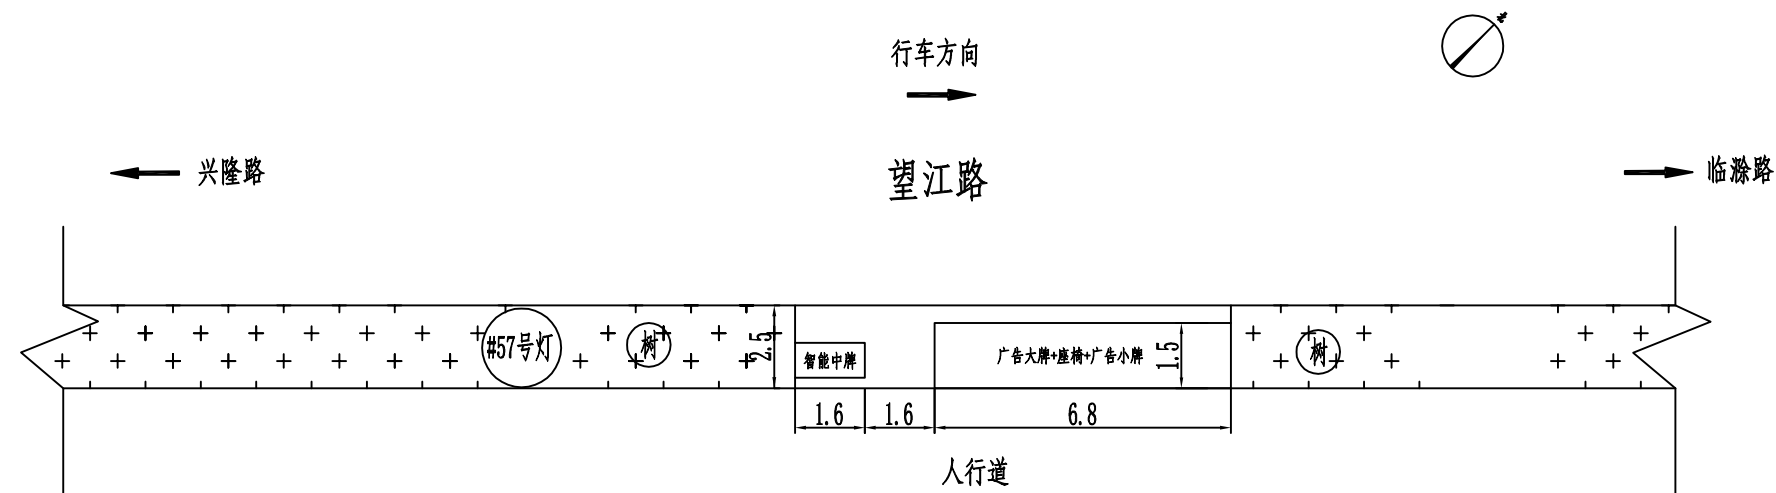 北
行车方向
兴隆路
望江路
临滁路
#57号灯
树
2.5
智能中牌
广告大牌+座椅+广告小牌
1.5
树
1.6
1.6
6.8
人行道